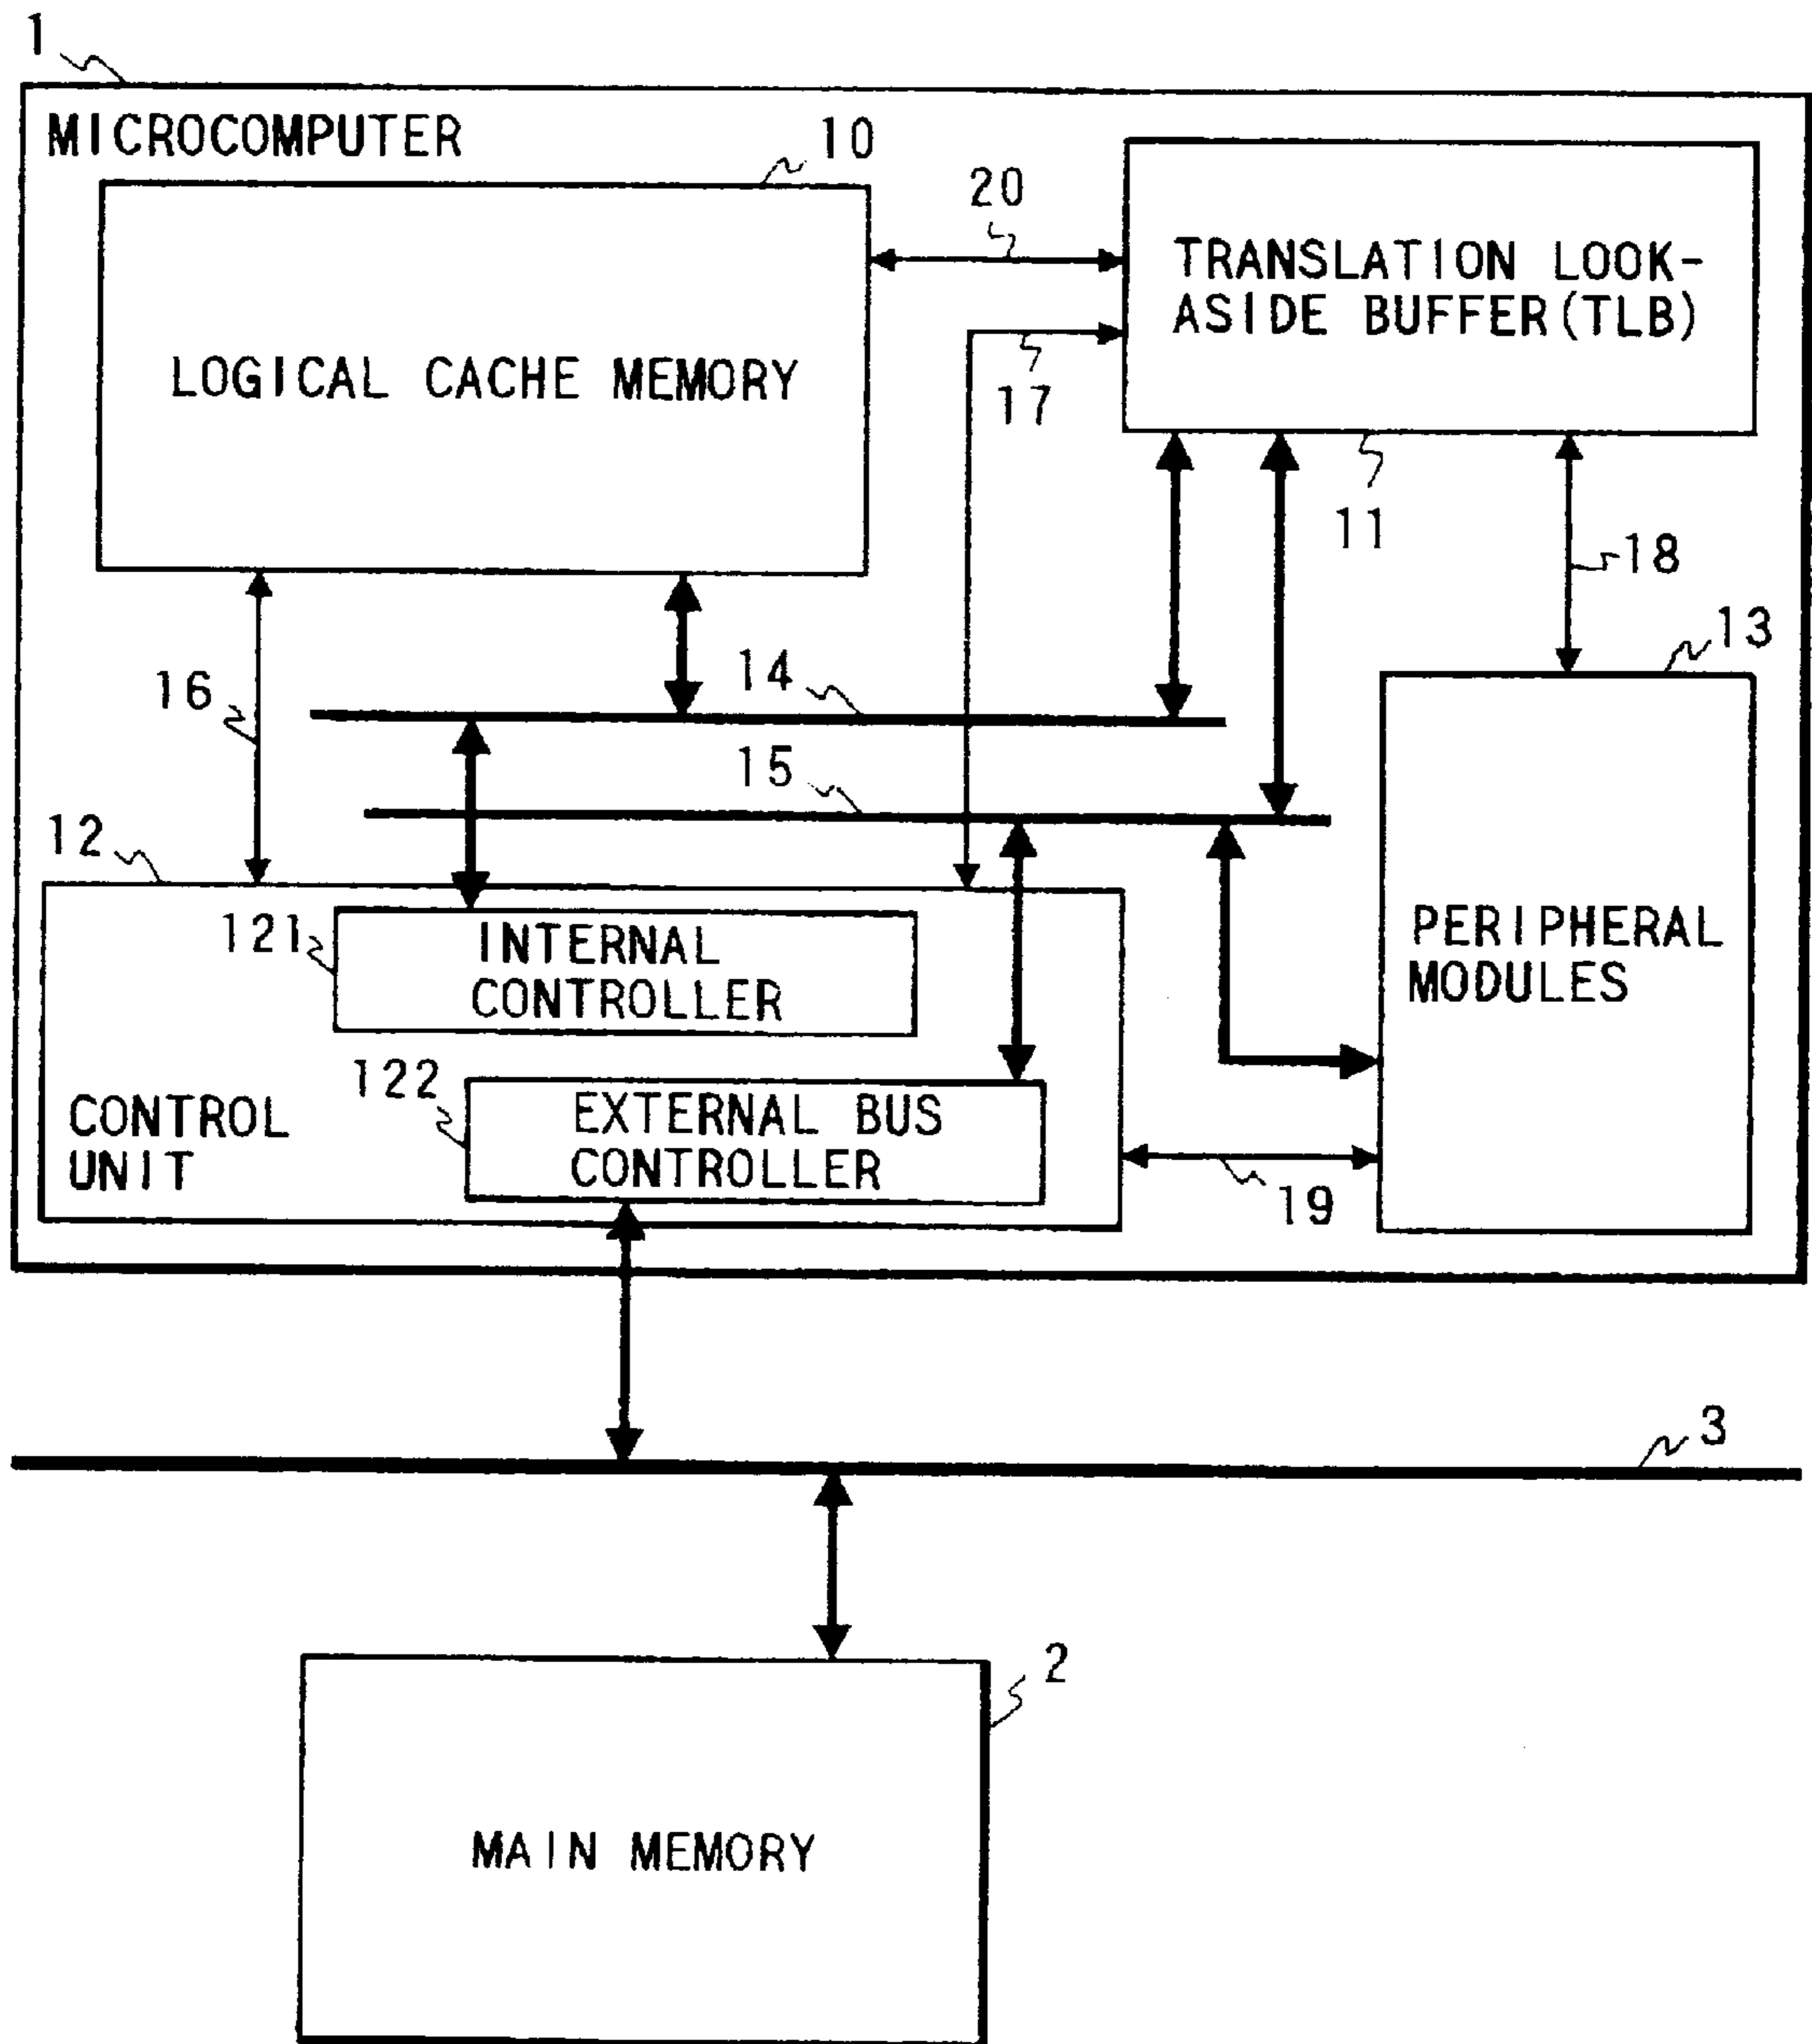 1
MICROCOMPUTER
10
20
TRANSLATION LOOK-
ASIDE BUFFER(TLB)
LOGICAL CACHE MEMORY
17
11
18
13
16
14
15
12
121
INTERNAL
CONTROLLER
PERIPHERAL
MODULES
122
CONTROL
UNIT
EXTERNAL BUS
CONTROLLER
19
3
2
MAIN MEMORY